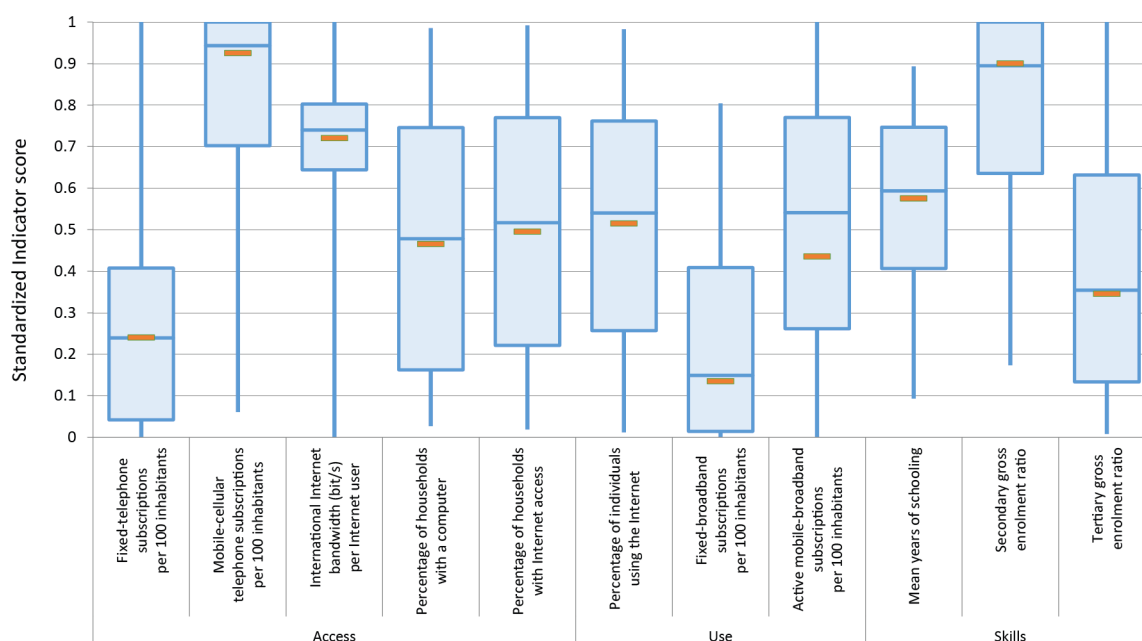 Standardized Indicator score
1
0.9
0.8
0.7
0.6
0.5
0.4
0.3
0.2
0.1
0
Fixed-telephone
subscriptions
per 100 inhabitants
Mobile-cellular
telephone subscriptions
per 100 inhabitants
International Internet
bandwidth (bit/s)
per Internet user
Percentage of households
with a computer
Percentage of households
with Internet access
Percentage of individuals
using the Internet
Fixed-broadband
subscriptions
per 100 inhabitants
Active mobile-broadband
subscriptions
per 100 inhabitants
Mean years of schooling
Secondary gross
enrolment ratio
Tertiary gross
enrolment ratio
Access
Use
Skills